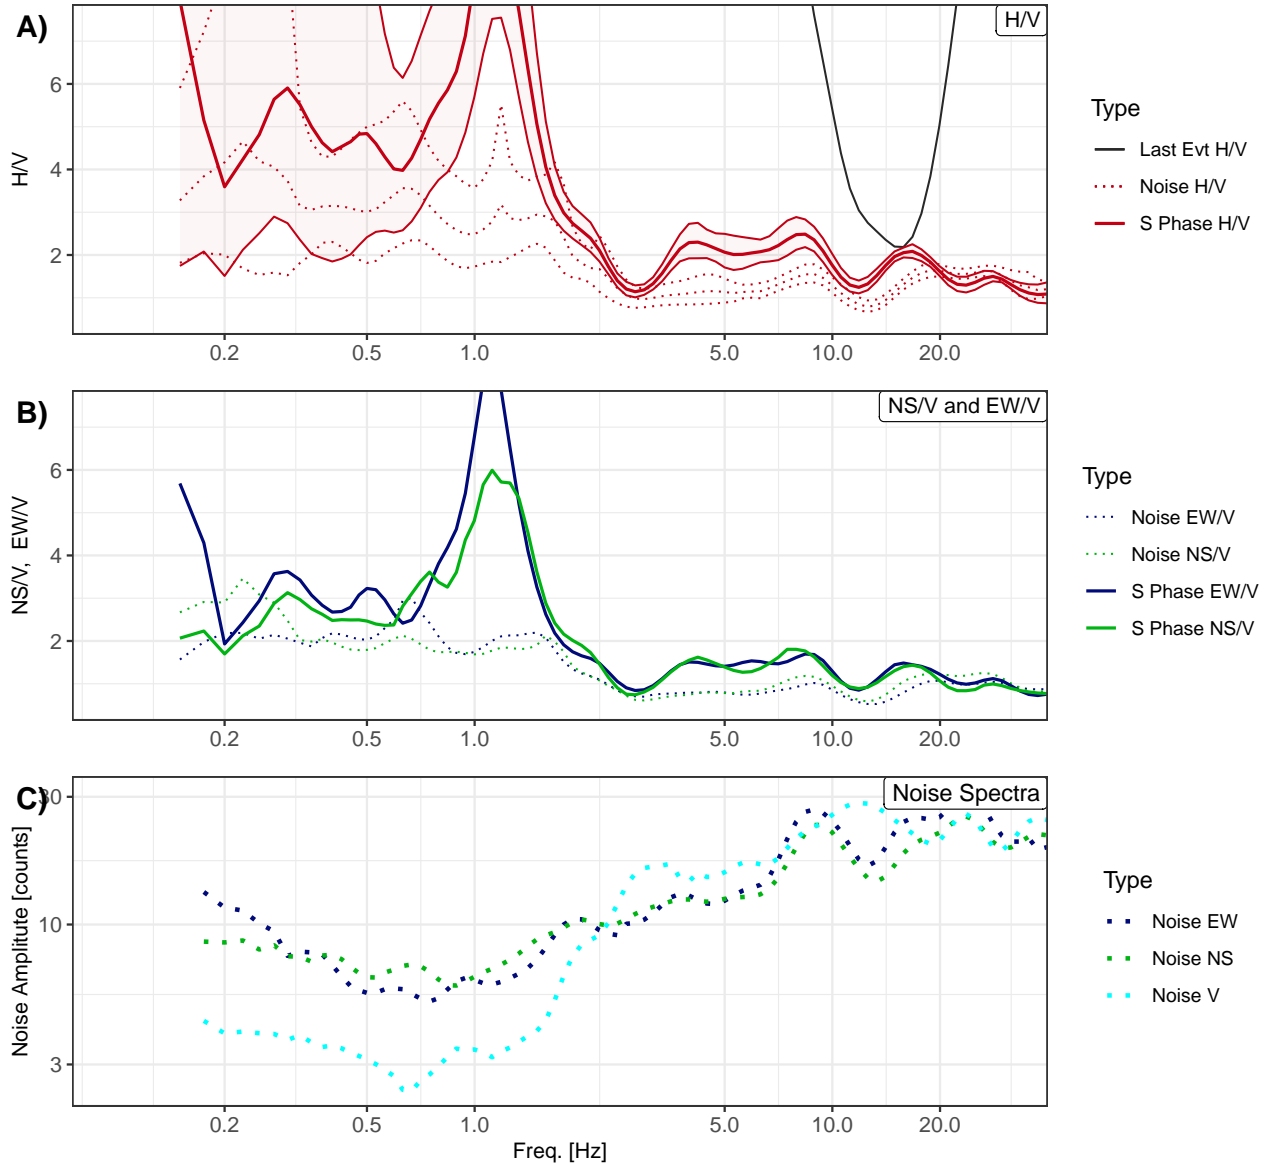 A)
H/V
H/V
6
4
2
0.2 0.5 1.0 5.0 10.0 20.0
Type
Last Evt H/V
Noise H/V
S Phase H/V
B)
NS/V and EW/V
NS/V, EW/V
6
4
2
0.2 0.5 1.0 5.0 10.0 20.0
Type
Noise EW/V
Noise NS/V
S Phase EW/V
S Phase NS/V
C)
Noise Spectra
Noise Amplitute [counts]
30
10
3
0.2 0.5 1.0 5.0 10.0 20.0
Freq. [Hz]
Type
Noise EW
Noise NS
Noise V